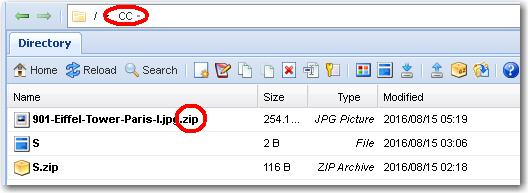 / CC
Directory
Home Reload Search
Name Size Type Modified
901-Eiffel-Tower-Paris-I.jpg.zip 254.1... JPG Picture 2016/08/15 05:19
S 2 B File 2016/08/15 03:06
S.zip 116 B ZIP Archive 2016/08/15 02:18